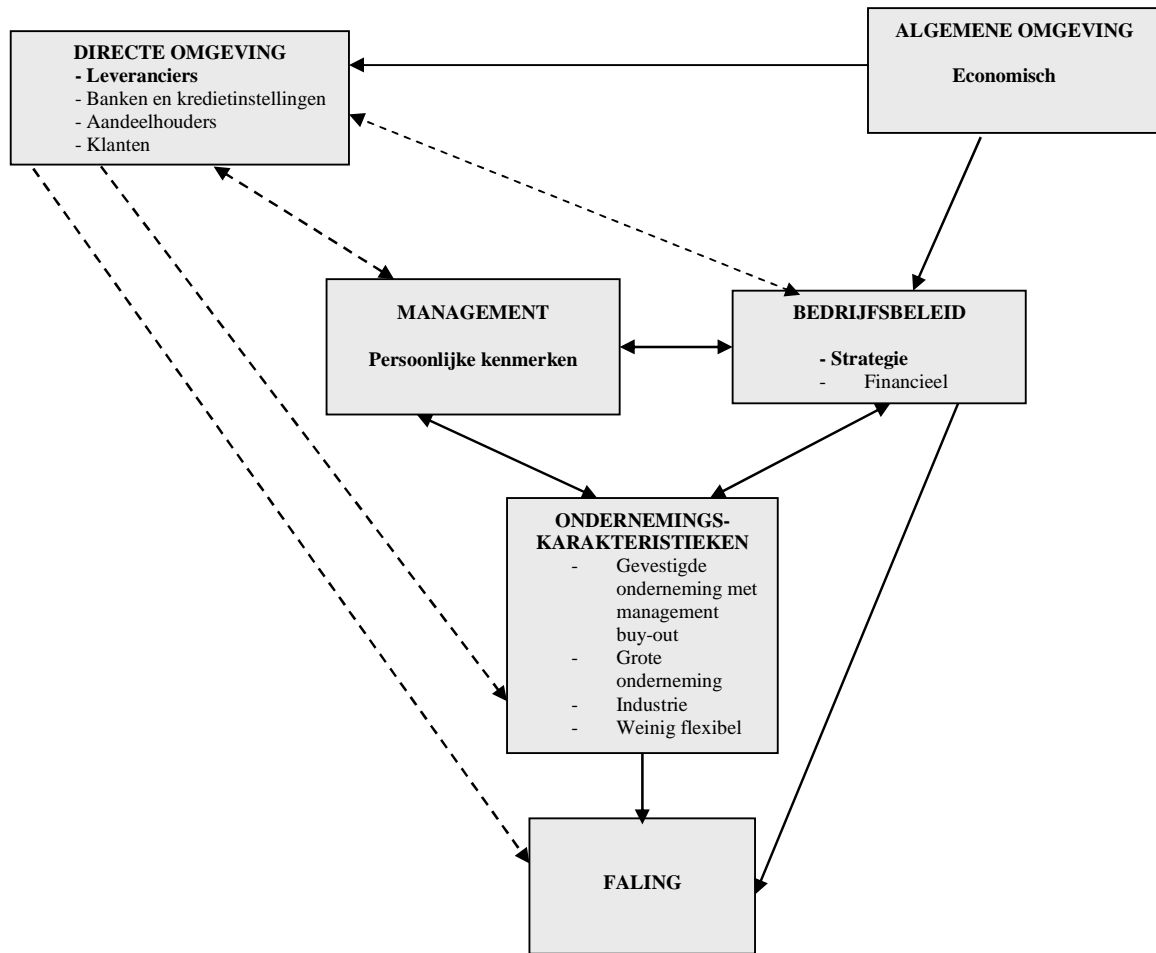 DIRECTE OMGEVING
- Leveranciers
- Banken en kredietinstellingen
- Aandeelhouders
- Klanten
ALGEMENE OMGEVING
Economisch
MANAGEMENT
Persoonlijke kenmerken
BEDRIJFSBELEID
- Strategie
- Financieel
ONDERNEMINGS-
KARAKTERISTIEKEN
- Gevestigde
onderneming met
management
buy-out
- Grote
onderneming
- Industrie
- Weinig flexibel
FALING